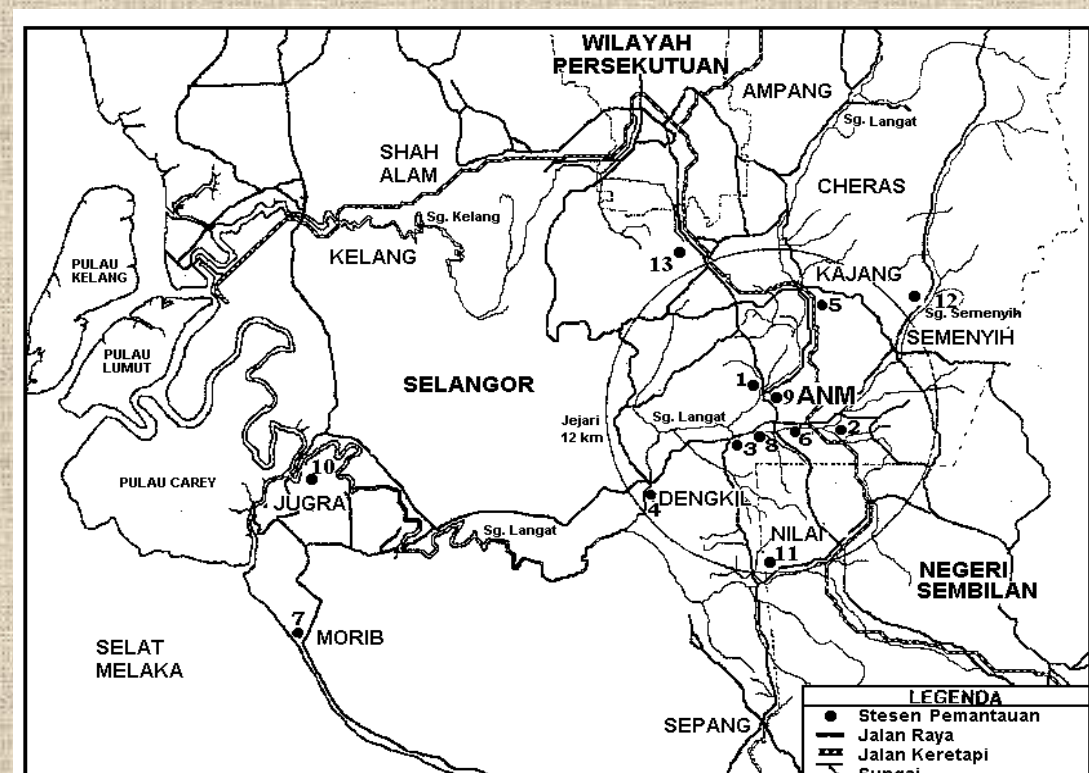 WILAYAH
PERSEKUTUAN
AMPANG
Sg. Langat
SHAH
ALAM
CHERAS
Sg. Kelang
KELANG
13
KAJANG
PULAU
KELANG
5
12
Sg. Semenyih
SEMENYIH
PULAU
LUMUT
SELANGOR
1
9
ANM
Jejari
12 km
Sg. Langat
3
8
6
2
10
PULAU CAREY
JUGRA
4
DENGKIL
Sg. Langat
NILAI
11
NEGERI
SEMBILAN
7
MORIB
SELAT
MELAKA
SEPANG
LEGENDA
Stesen Pemantauan
Jalan Raya
Jalan Keretapi
Sungai